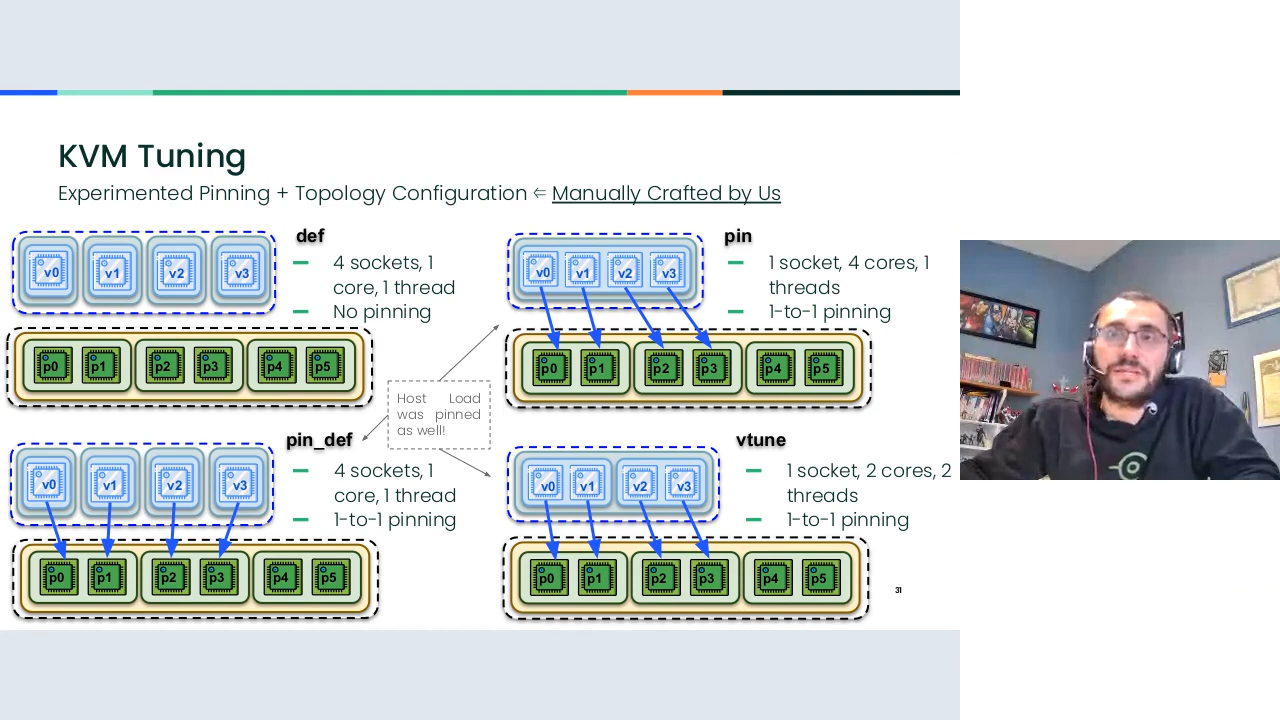 KVM Tuning
Experimented Pinning + Topology Configuration ⇐ Manually Crafted by Us
def
4 sockets, 1
core, 1 thread
No pinning
v0 v1 v2 v3
p0 p1 p2 p3 p4 p5
pin
1 socket, 4 cores, 1
threads
1-to-1 pinning
v0 v1 v2 v3
p0 p1 p2 p3 p4 p5
Host Load
was pinned
as well!
pin_def
4 sockets, 1
core, 1 thread
1-to-1 pinning
v0 v1 v2 v3
p0 p1 p2 p3 p4 p5
vtune
1 socket, 2 cores, 2
threads
1-to-1 pinning
v0 v1 v2 v3
p0 p1 p2 p3 p4 p5
31